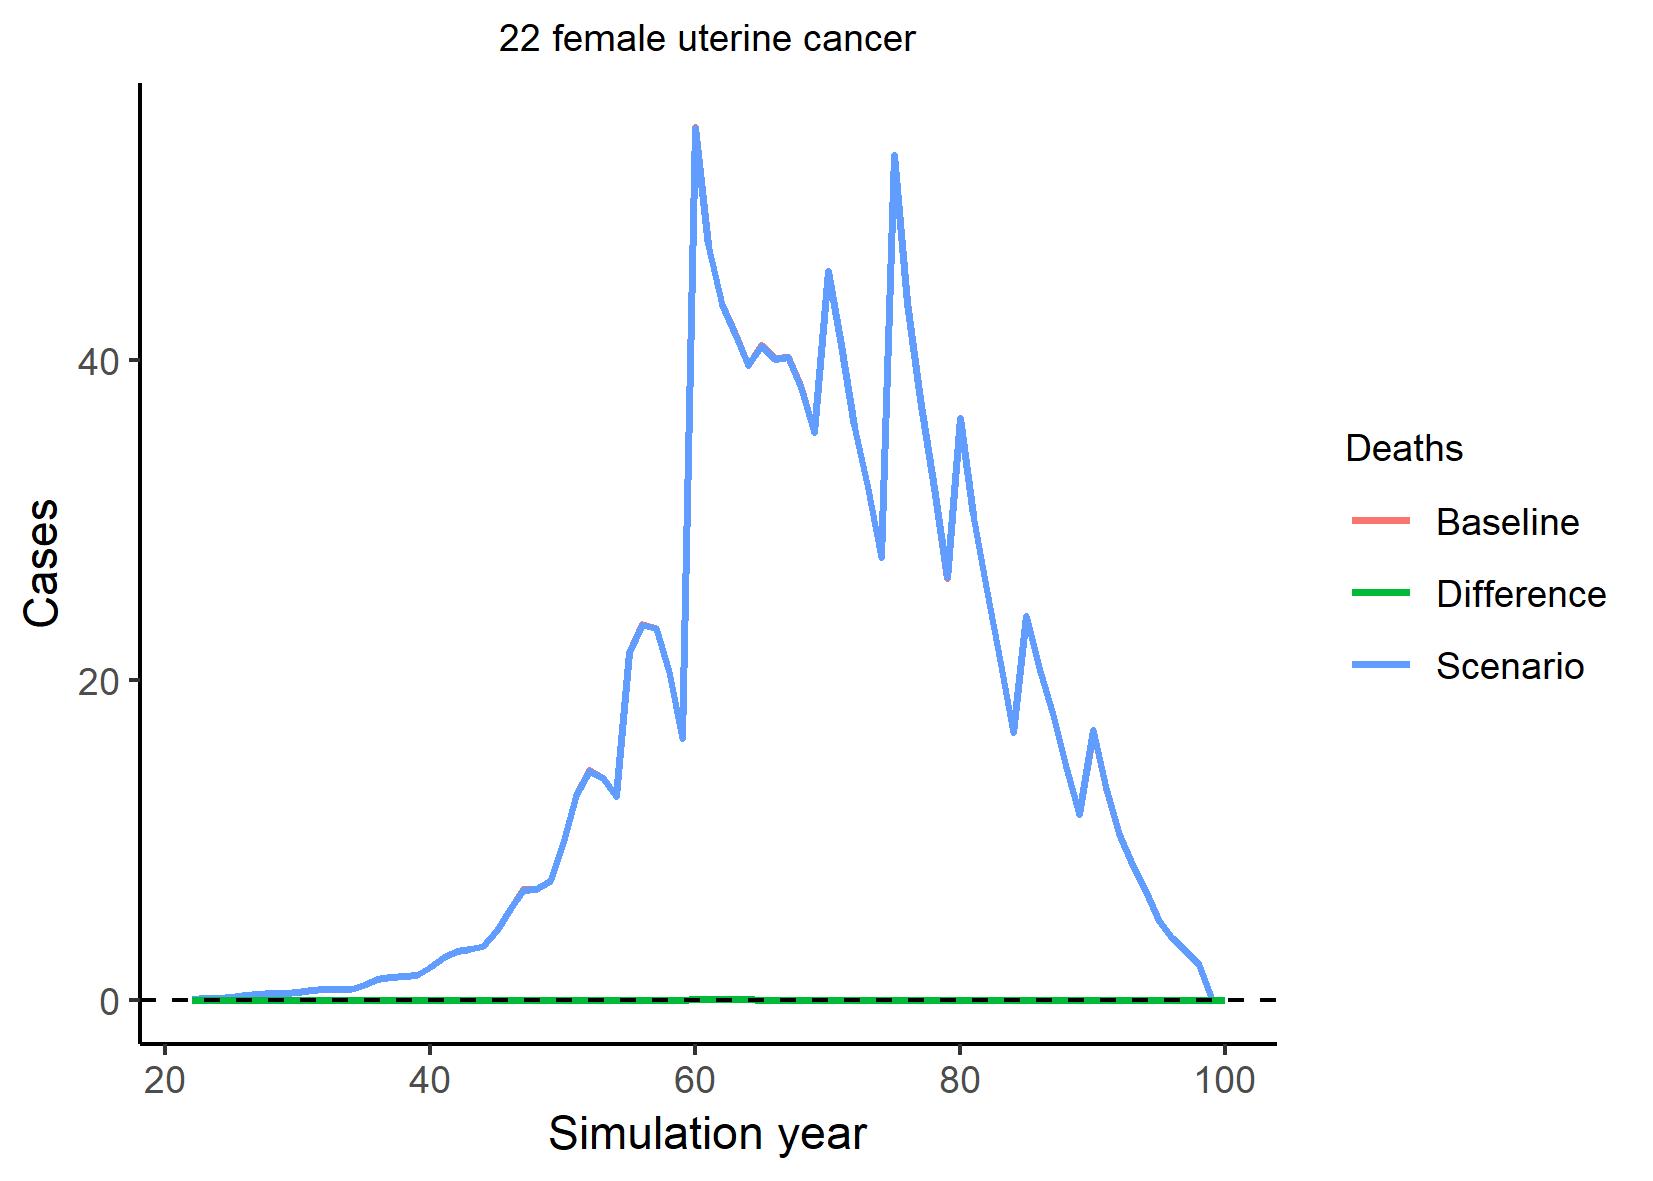 22 female uterine cancer
Cases
40
20
0
20 40 60 80 100
Simulation year
Deaths
Baseline
Difference
Scenario